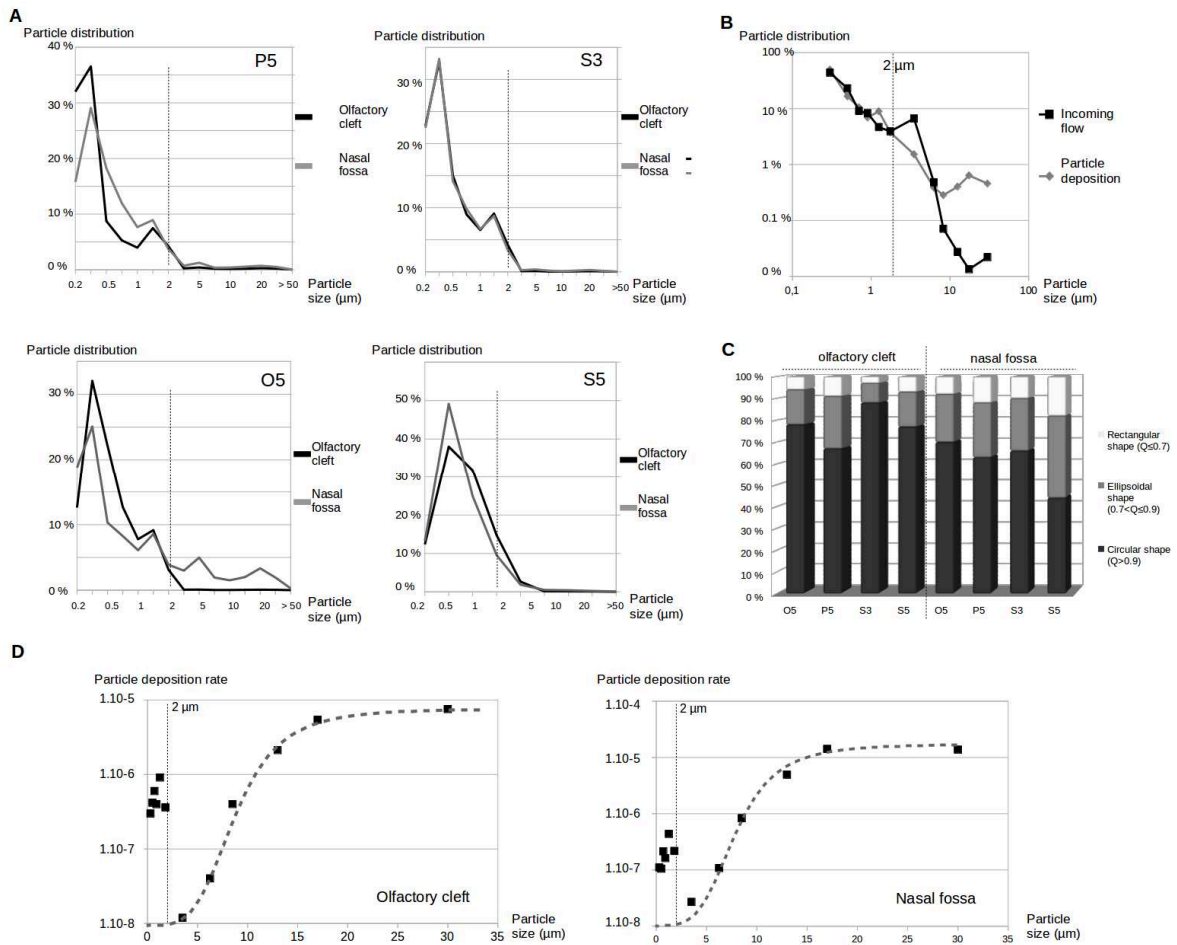 A
Particle distribution
40 %
30 %
20 %
10 %
0 %
P5
0.2 0.5 1 2 5 10 20 > 50
Particle
size (µm)
Olfactory
cleft
Nasal
fossa
Particle distribution
30 %
20 %
10 %
0 %
S3
0.2 0.5 1 2 5 10 20 >50
Particle
size (µm)
Olfactory
cleft
Nasal
fossa
B
Particle distribution
100 %
10 %
1 %
0.1 %
0 %
2 µm
0,1 1 10 100
Particle
size (µm)
Incoming
flow
Particle
deposition
Particle distribution
30 %
20 %
10 %
0 %
O5
0.2 0.5 1 2 5 10 20 > 50
Particle
size (µm)
Olfactory
cleft
Nasal
fossa
Particle distribution
50 %
40 %
30 %
20 %
10 %
0 %
S5
0.2 0.5 1 2 5 10 20 >50
Particle
size (µm)
Olfactory
cleft
Nasal
fossa
C
olfactory cleft nasal fossa
100 %
90 %
80 %
70 %
60 %
50 %
40 %
30 %
20 %
10 %
0 %
O5 P5 S3 S5 O5 P5 S3 S5
Rectangular
shape (Q≤0.7)
Ellipsoidal
shape
(0.7<Q≤0.9)
Circular shape
(Q>0.9)
D
Particle deposition rate
1.10-5
1.10-6
1.10-7
1.10-8
2 µm
Olfactory cleft
0 5 10 15 20 25 30 35
Particle
size (µm)
Particle deposition rate
1.10-4
1.10-5
1.10-6
1.10-7
1.10-8
2 µm
Nasal fossa
0 5 10 15 20 25 30 35
Particle
size (µm)